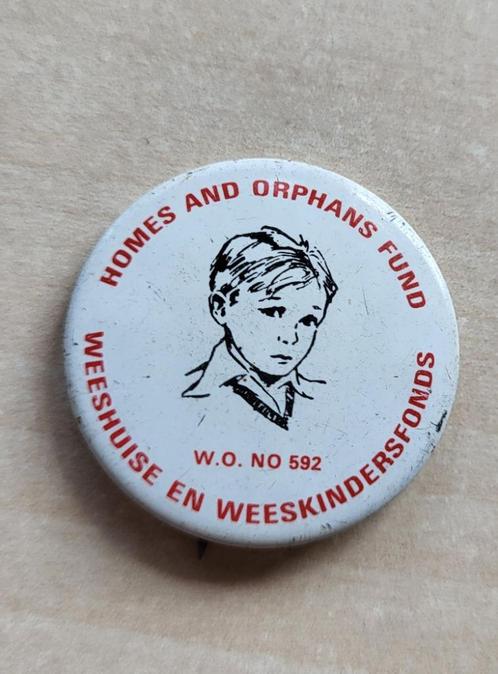 HOMES AND ORPHANS FUND
W.O. NO 592
WEESHUISE EN WEESKINDERSFONDS